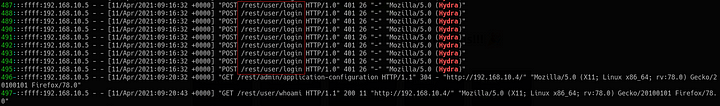 487:::ffff:192.168.10.5 - - [11/Apr/2021:09:16:32 +0000] "POST /rest/user/login HTTP/1.0" 401 26 "-" "Mozilla/5.0 (Hydra)"
488:::ffff:192.168.10.5 - - [11/Apr/2021:09:16:32 +0000] "POST /rest/user/login HTTP/1.0" 401 26 "-" "Mozilla/5.0 (Hydra)"
489:::ffff:192.168.10.5 - - [11/Apr/2021:09:16:32 +0000] "POST /rest/user/login HTTP/1.0" 401 26 "-" "Mozilla/5.0 (Hydra)"
490:::ffff:192.168.10.5 - - [11/Apr/2021:09:16:32 +0000] "POST /rest/user/login HTTP/1.0" 401 26 "-" "Mozilla/5.0 (Hydra)"
491:::ffff:192.168.10.5 - - [11/Apr/2021:09:16:32 +0000] "POST /rest/user/login HTTP/1.0" 401 26 "-" "Mozilla/5.0 (Hydra)"
492:::ffff:192.168.10.5 - - [11/Apr/2021:09:16:32 +0000] "POST /rest/user/login HTTP/1.0" 401 26 "-" "Mozilla/5.0 (Hydra)"
493:::ffff:192.168.10.5 - - [11/Apr/2021:09:16:32 +0000] "POST /rest/user/login HTTP/1.0" 401 26 "-" "Mozilla/5.0 (Hydra)"
494:::ffff:192.168.10.5 - - [11/Apr/2021:09:16:32 +0000] "POST /rest/user/login HTTP/1.0" 401 26 "-" "Mozilla/5.0 (Hydra)"
495:::ffff:192.168.10.5 - - [11/Apr/2021:09:16:32 +0000] "POST /rest/user/login HTTP/1.0" 401 26 "-" "Mozilla/5.0 (Hydra)"
496:::ffff:192.168.10.5 - - [11/Apr/2021:09:20:32 +0000] "GET /rest/admin/application-configuration HTTP/1.1" 304 - "http://192.168.10.4/" "Mozilla/5.0 (X11; Linux x86_64; rv:78.0) Gecko/2
0100101 Firefox/78.0"
497:::ffff:192.168.10.5 - - [11/Apr/2021:09:20:43 +0000] "GET /rest/user/whoami HTTP/1.1" 200 11 "http://192.168.10.4/" "Mozilla/5.0 (X11; Linux x86_64; rv:78.0) Gecko/20100101 Firefox/78.
0"